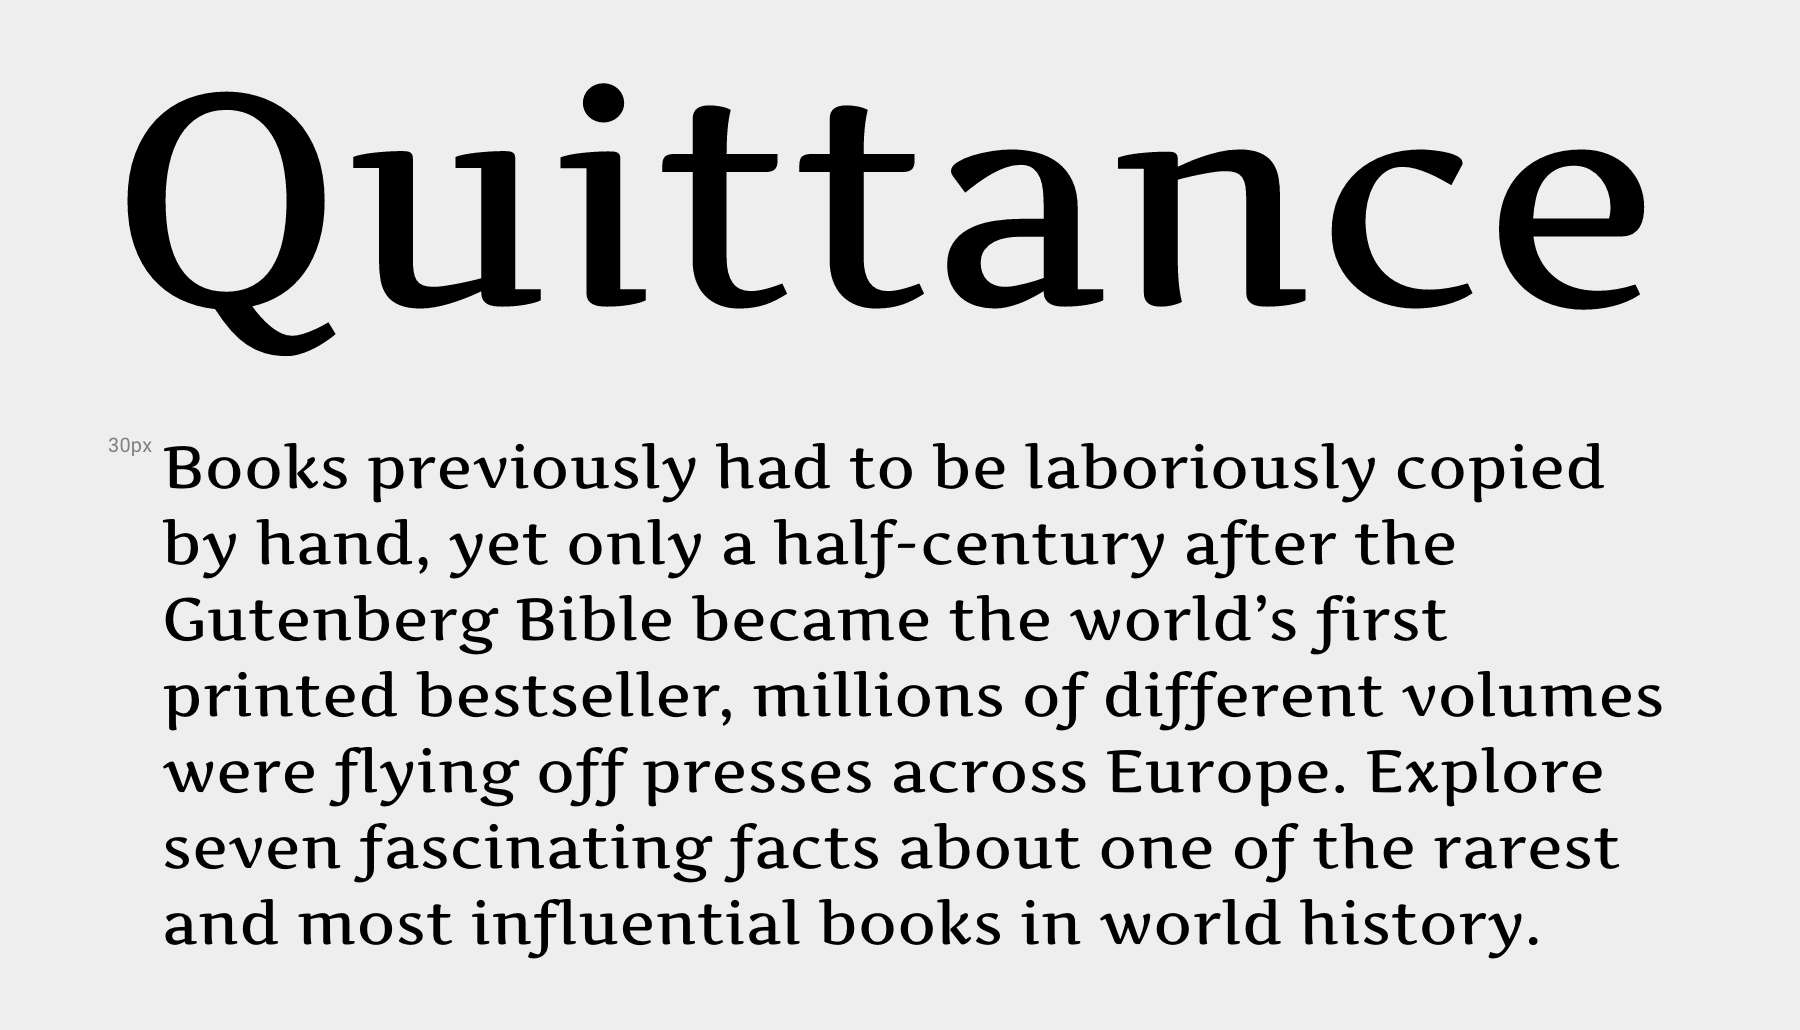 Quittance
30px
Books previously had to be laboriously copied
by hand, yet only a half-century after the
Gutenberg Bible became the world’s first
printed bestseller, millions of different volumes
were flying off presses across Europe. Explore
seven fascinating facts about one of the rarest
and most influential books in world history.